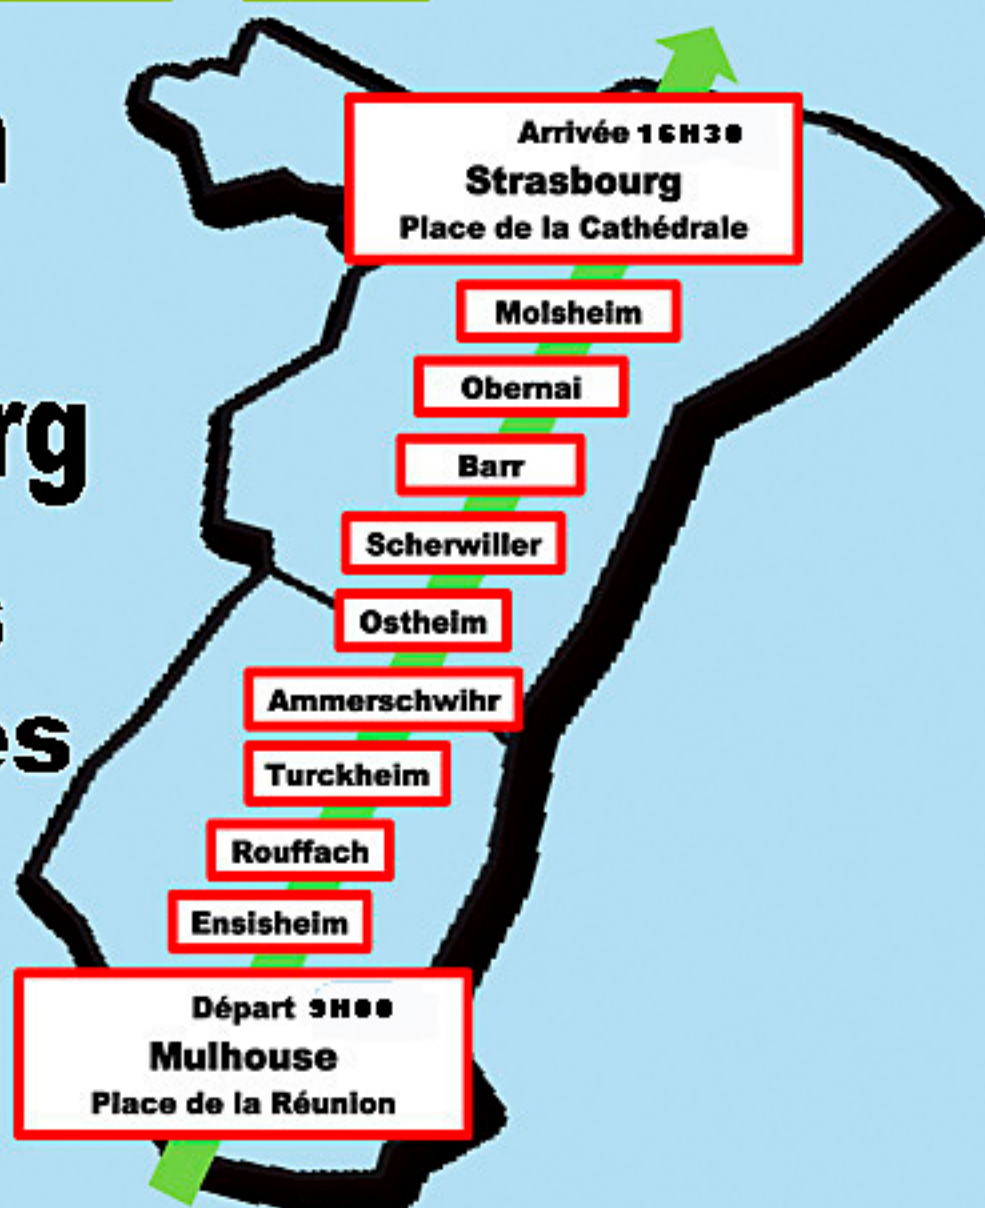 Arrivée 16H30
Strasbourg
Place de la Cathédrale
Molsheim
Obernai
Barr
Scherwiller
Ostheim
Ammerschwihr
Turckheim
Rouffach
Ensisheim
Départ 9H00
Mulhouse
Place de la Réunion